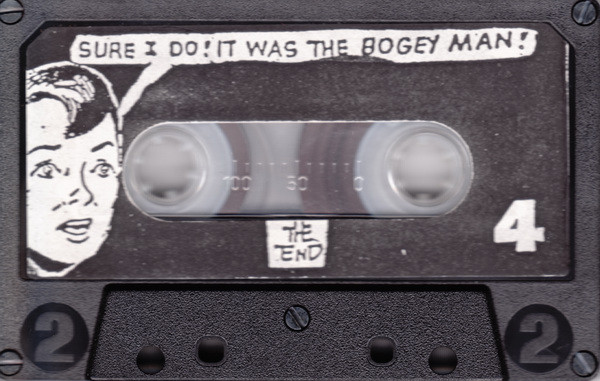 SURE I DO! IT WAS THE BOGEY MAN!
100 50 0
4
THE
END
2 2